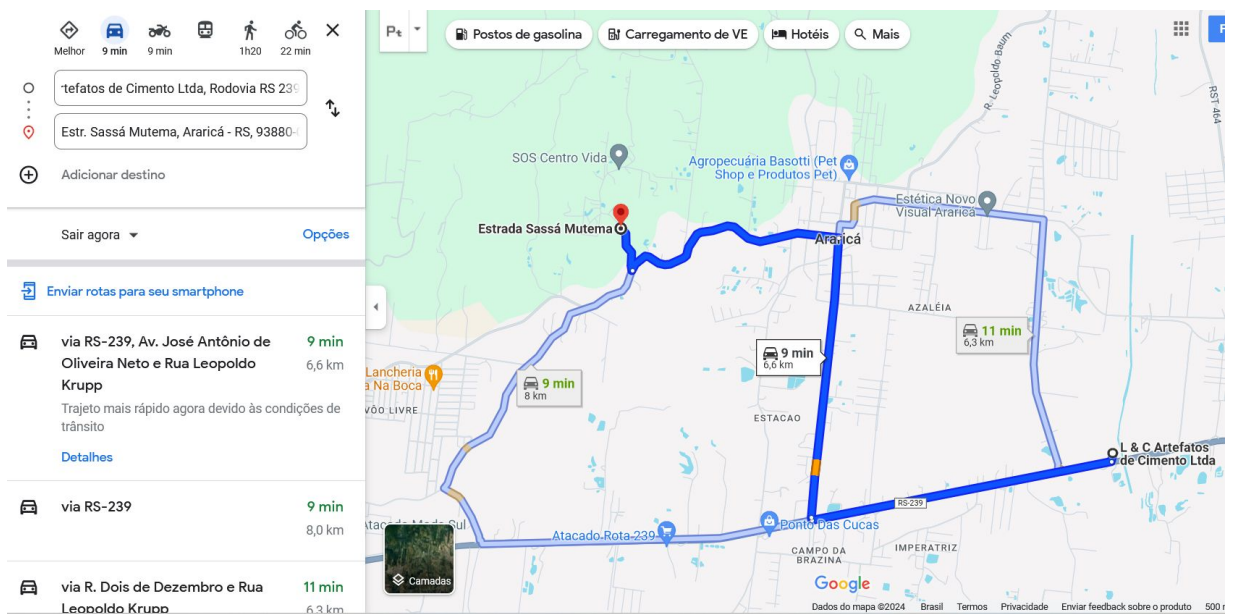 Melhor
9 min
9 min
1h20
22 min
tefatos de Cimento Ltda, Rodovia RS 239
Estr. Sassá Mutema, Araricá - RS, 93880-
Adicionar destino
Sair agora
Opções
Enviar rotas para seu smartphone
via RS-239, Av. José Antônio de
Oliveira Neto e Rua Leopoldo
Krupp
9 min
6,6 km
Trajeto mais rápido agora devido às condições de
trânsito
Detalhes
via RS-239
9 min
8,0 km
via R. Dois de Dezembro e Rua
Leopoldo Krupp
11 min
6,3 km
Postos de gasolina
Carregamento de VE
Hotéis
Mais
R. Leopoldo Baum
RST-464
SOS Centro Vida
Agropecuária Basotti (Pet
Shop e Produtos Pet)
Estética Novo
Visual Araricá
Estrada Sassá Mutema
Araricá
AZALÉIA
11 min
6,3 km
9 min
6,6 km
Lancheria
a Na Boca
9 min
8 km
VÔO LIVRE
ESTACAO
L & C Artefatos
de Cimento Ltda
RS-239
Atacado Moda Sul
Atacado Rota 239
Ponto Das Cucas
CAMPO DA
BRAZINA
IMPERATRIZ
Camadas
Google
Dados do mapa ©2024 Brasil Termos Privacidade Enviar feedback sobre o produto 500